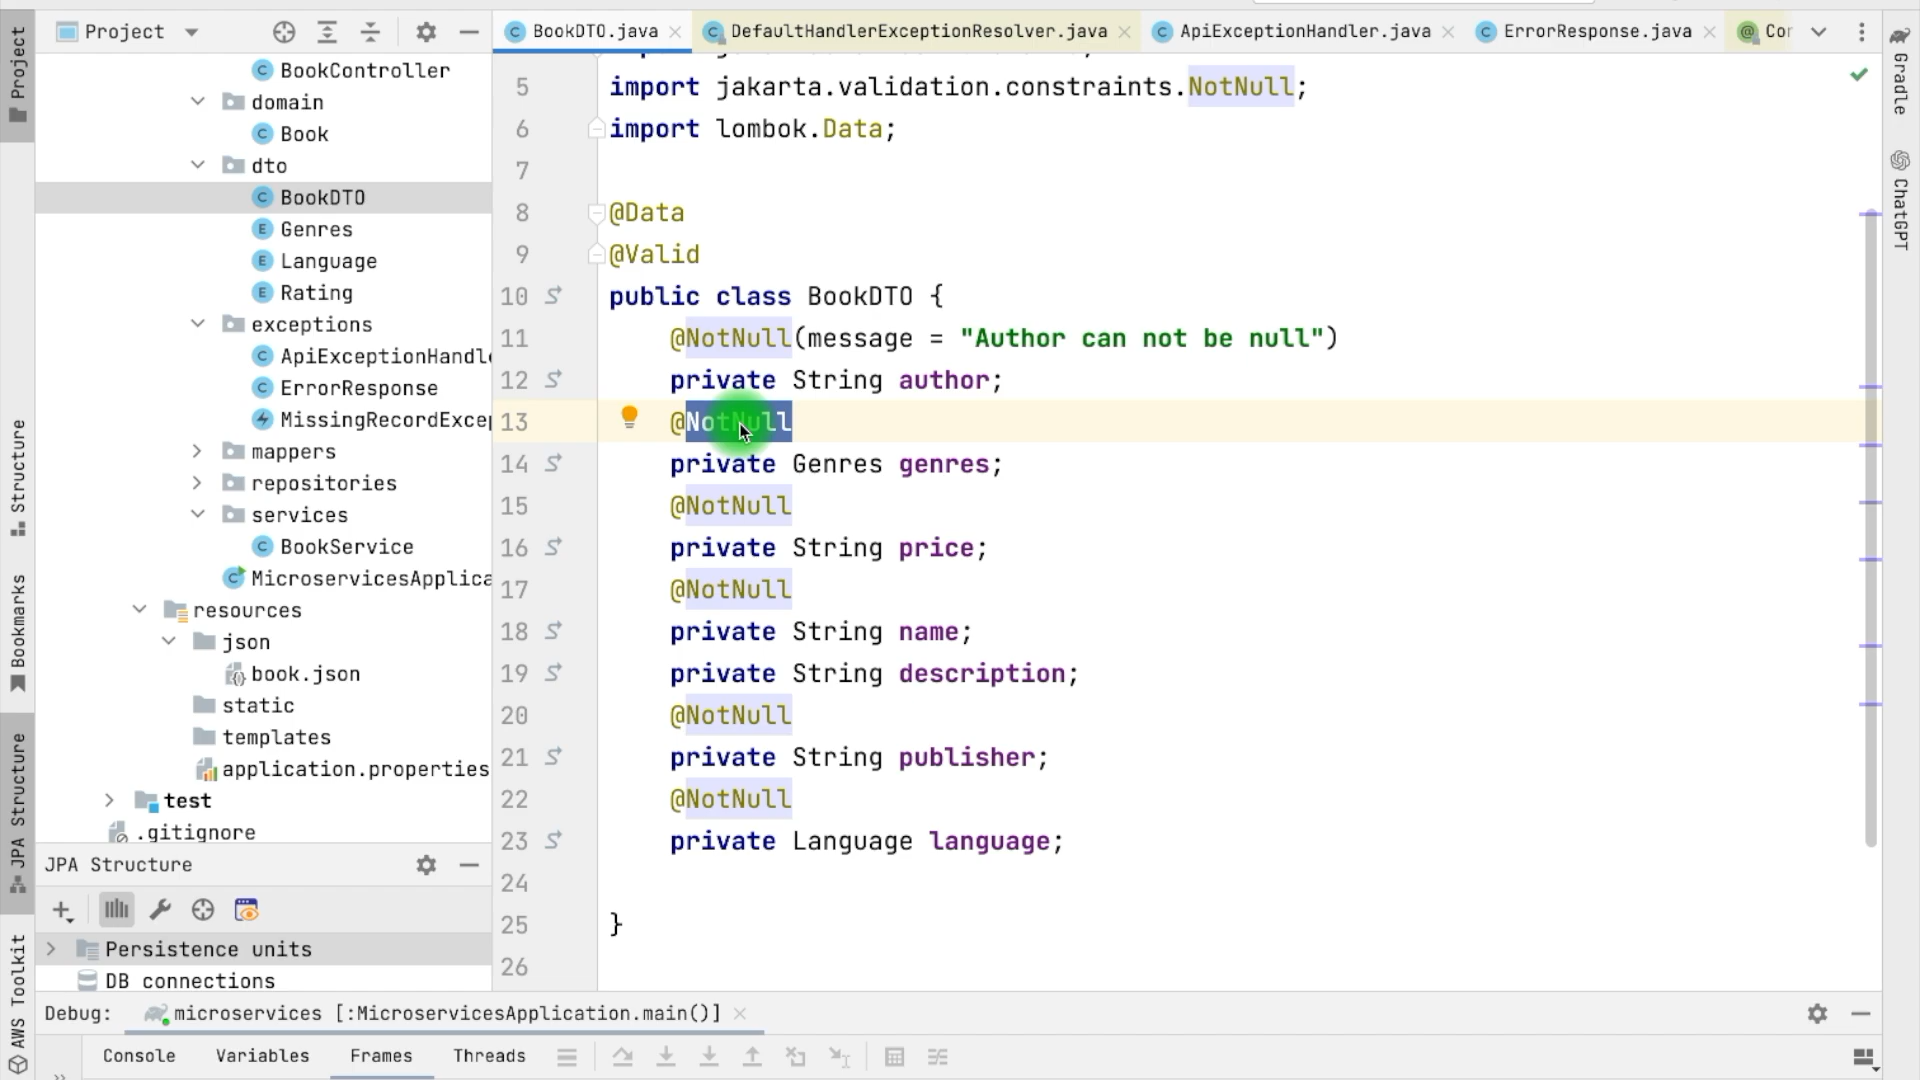 Project
BookDTO.java
DefaultHandlerExceptionResolver.java
ApiExceptionHandler.java
ErrorResponse.java
Cor
Project
Structure
Bookmarks
JPA Structure
AWS Toolkit
BookController
domain
Book
dto
BookDTO
Genres
Language
Rating
exceptions
ApiExceptionHandle
ErrorResponse
MissingRecordExcep
mappers
repositories
services
BookService
MicroservicesApplica
resources
json
book.json
static
templates
application.properties
test
.gitignore
JPA Structure
Persistence units
DB connections
5 import jakarta.validation.constraints.NotNull;
6 import lombok.Data;
7
8 @Data
9 @Valid
10 public class BookDTO {
11 @NotNull(message = "Author can not be null")
12 private String author;
13 @NotNull
14 private Genres genres;
15 @NotNull
16 private String price;
17 @NotNull
18 private String name;
19 private String description;
20 @NotNull
21 private String publisher;
22 @NotNull
23 private Language language;
24
25 }
26
Gradle
ChatGPT
Debug: microservices [:MicroservicesApplication.main()]
Console Variables Frames Threads